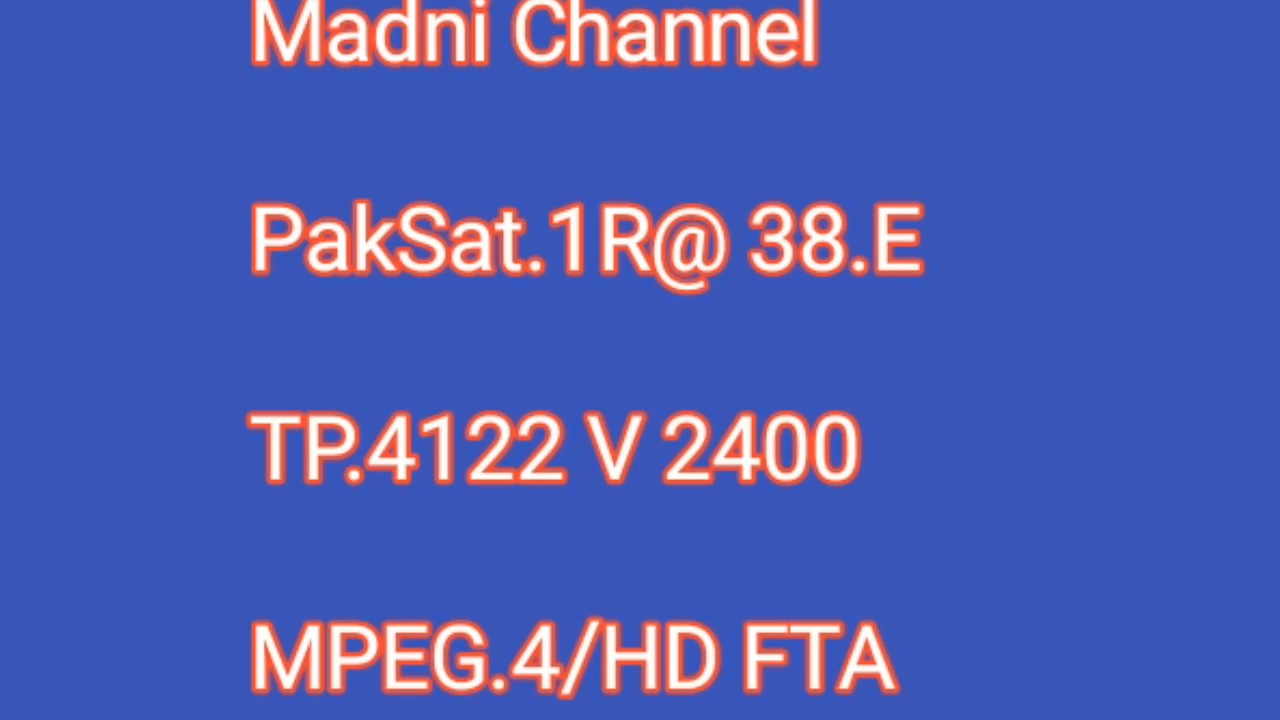 Madni Channel
PakSat.1R@ 38.E
TP.4122 V 2400
MPEG.4/HD FTA